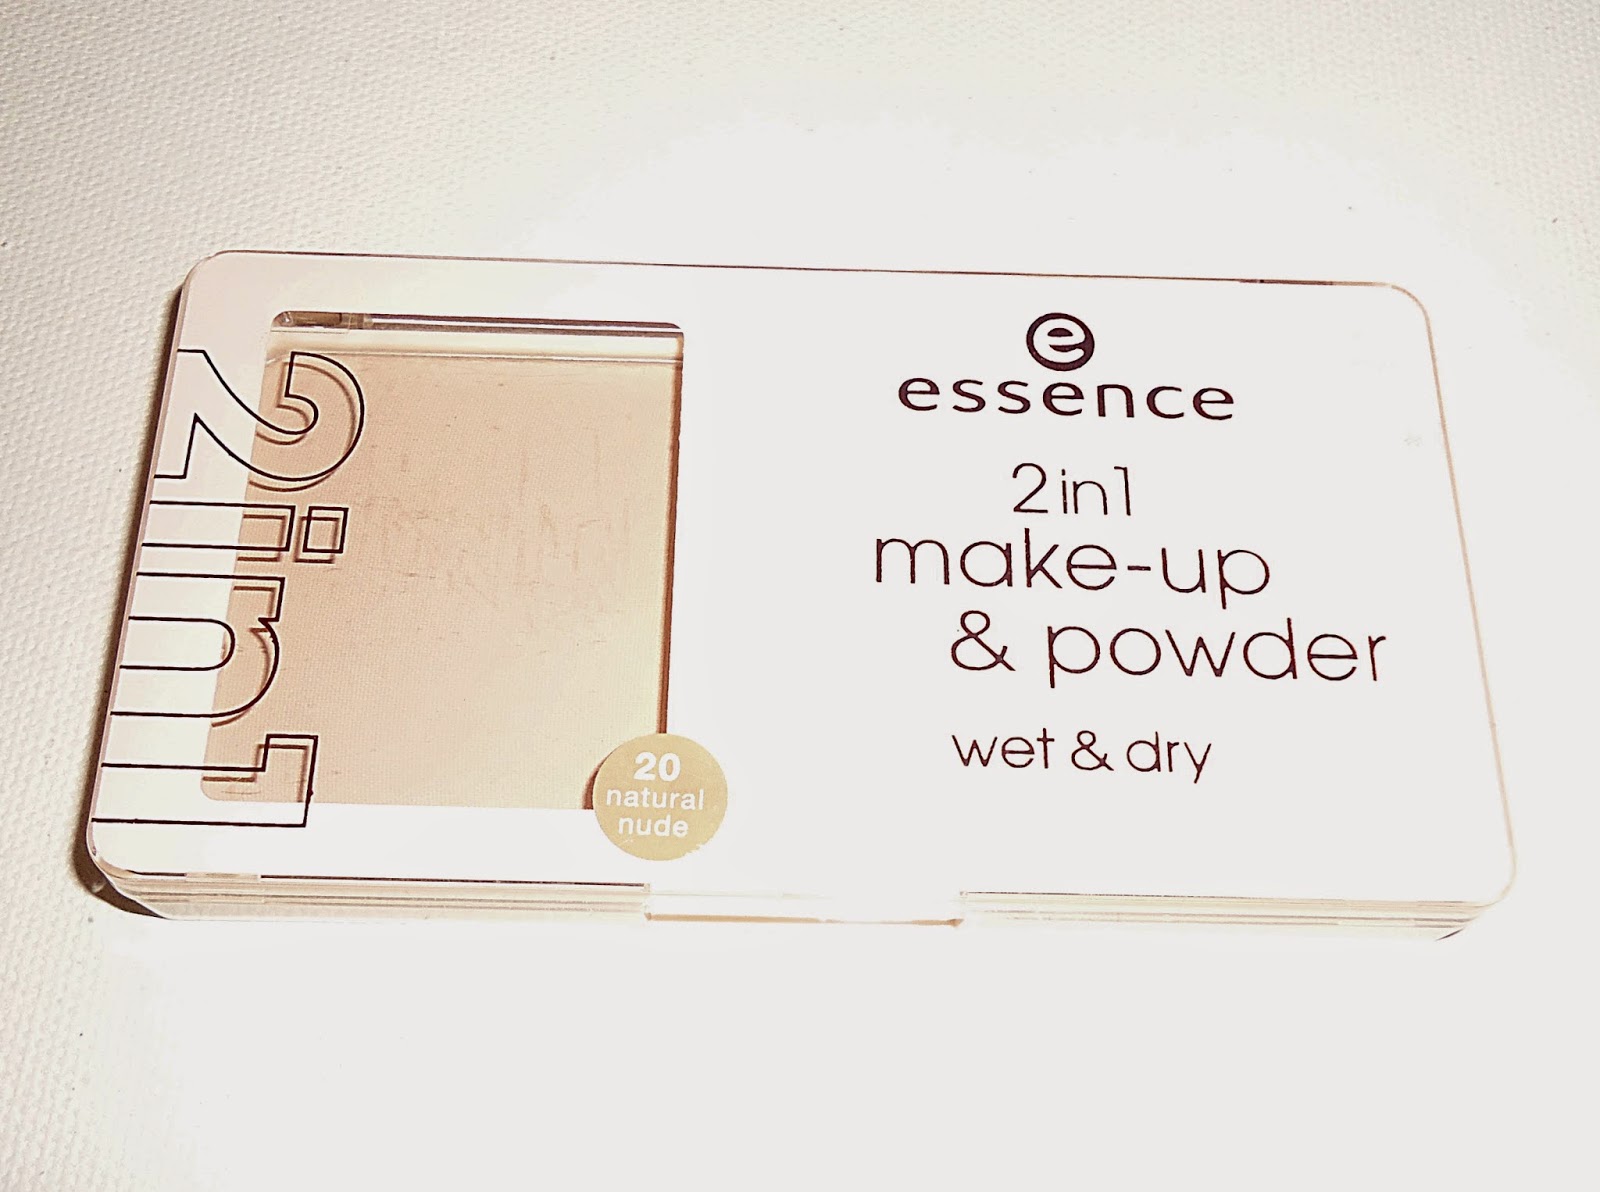 2in1
e
essence
2in1
make-up
& powder
wet & dry
20
natural
nude